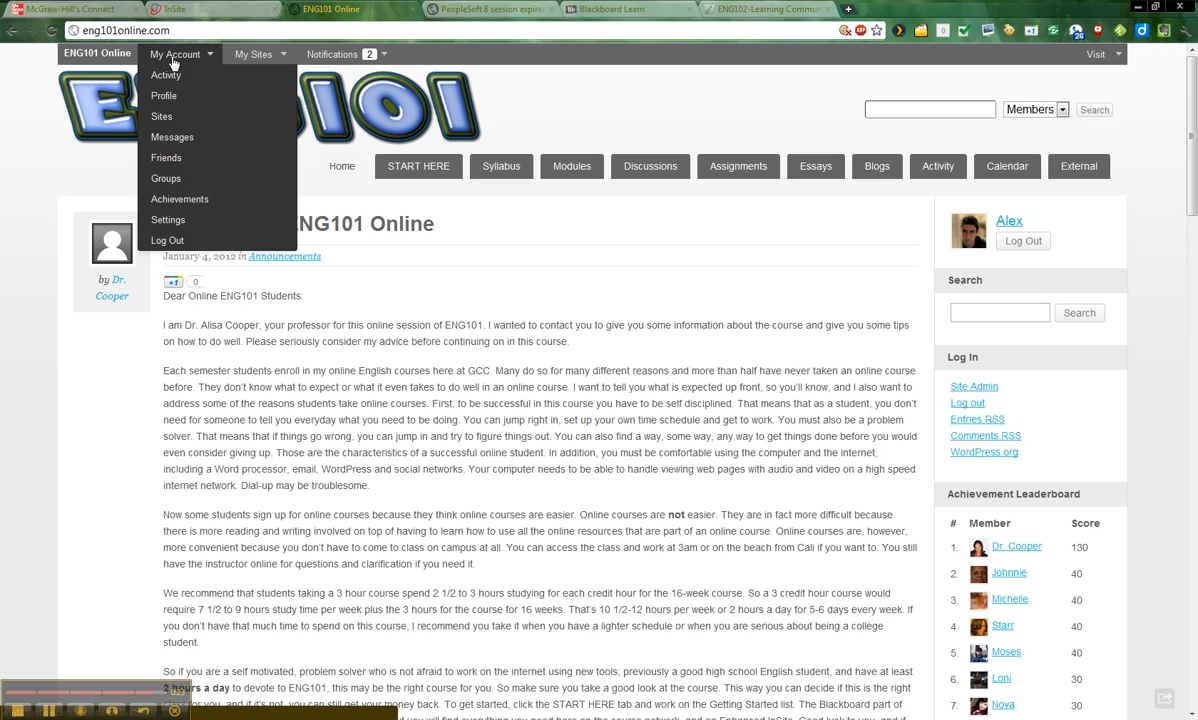 McGraw-Hill's Connect
InSite
ENG101 Online
PeopleSoft 8 session expire
Blackboard Learn
ENG102-Learning Commun
eng101online.com
ENG101 Online
My Account
My Sites
Notifications 2
Visit
Activity
Profile
Sites
Messages
Friends
Groups
Achievements
Settings
Log Out
Members
Search
Home
START HERE
Syllabus
Modules
Discussions
Assignments
Essays
Blogs
Activity
Calendar
External
NG101 Online
January 4, 2012 in Announcements
by Dr. Cooper
+1 0
Dear Online ENG101 Students:
I am Dr. Alisa Cooper, your professor for this online session of ENG101. I wanted to contact you to give you some information about the course and give you some tips
on how to do well. Please seriously consider my advice before continuing on in this course.
Each semester students enroll in my online English courses here at GCC. Many do so for many different reasons and more than half have never taken an online course
before. They don't know what to expect or what it even takes to do well in an online course. I want to tell you what is expected up front, so you'll know, and I also want to
address some of the reasons students take online courses. First, to be successful in this course you have to be self disciplined. That means that as a student, you don't
need for someone to tell you everyday what you need to be doing. You can jump right in, set up your own time schedule and get to work. You must also be a problem
solver. That means that if things go wrong, you can jump in and try to figure things out. You can also find a way, some way, any way to get things done before you would
even consider giving up. Those are the characteristics of a successful online student. In addition, you must be comfortable using the computer and the internet,
including a Word processor, email, WordPress and social networks. Your computer needs to be able to handle viewing web pages with audio and video on a high speed
internet network. Dial-up may be troublesome.
Now some students sign up for online courses because they think online courses are easier. Online courses are not easier. They are in fact more difficult because
there is more reading and writing involved on top of having to learn how to use all the online resources that are part of an online course. Online courses are, however,
more convenient because you don't have to come to class on campus at all. You can access the class and work at 3am or on the beach from Cali if you want to. You still
have the instructor online for questions and clarification if you need it.
We recommend that students taking a 3 hour course spend 2 1/2 to 3 hours studying for each credit hour for the 16-week course. So a 3 credit hour course would
require 7 1/2 to 9 hours study time per week plus the 3 hours for the course for 16 weeks. That's 10 1/2-12 hours per week or 2 hours a day for 5-6 days every week. If
you don't have that much time to spend on this course, I recommend you take it when you have a lighter schedule or when you are serious about being a college
student.
So if you are a self motivated, problem solver who is not afraid to work on the internet using new tools, previously a good high school English student, and have at least
2 hours a day to devote to ENG101, this may be the right course for you. So make sure you take a good look at the course. This way you can decide if this is the right
for you, and if it's not, you can still get your money back. To get started, click the START HERE tab and work on the Getting Started list. The Blackboard part of
Alex
Log Out
Search
Search
Log In
Site Admin
Log out
Entries RSS
Comments RSS
WordPress.org
Achievement Leaderboard
# Member Score
1. Dr. Cooper 130
2. Johnnie 40
3. Michelle 40
4. Starr 40
5. Moses 40
6. Loni 40
7. Nova 40